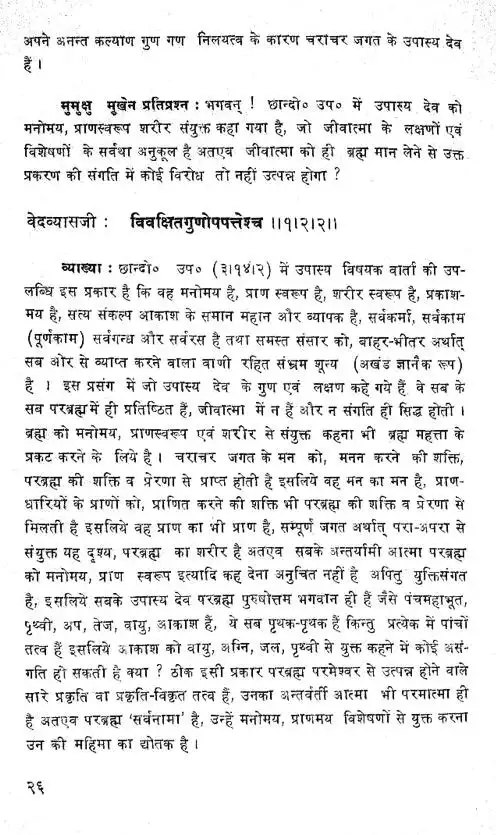 अपने अनन्त कल्याण गुण गण निलयत्व के कारण चराचर जगत के उपास्य देव
हैं ।
मुमुक्षु मुखेन प्रतिप्रश्न : भगवन् ! छान्दो० उप० में उपास्य देव को
मनोमय, प्राणस्वरूप शरीर संयुक्त कहा गया है, जो जीवात्मा के लक्षणों एवं
विशेषणों के सर्वथा अनुकूल है अतएव जीवात्मा को ही ब्रह्म मान लेने से उक्त
प्रकरण की संगति में कोई विरोध तो नहीं उत्पन्न होगा ?
वेदव्यासजी : विवक्षितगुणोपपत्तेश्च ।।१।२।२।।
व्याख्या : छान्दो० उप० (३।१४।२) में उपास्य विषयक वार्ता की उप-
लब्धि इस प्रकार है कि वह मनोमय है, प्राण स्वरूप है, शरीर स्वरूप है, प्रकाश-
मय है, सत्य संकल्प आकाश के समान महान और व्यापक है, सर्वकर्मा, सर्वकाम
(पूर्णकाम) सर्वगन्ध और सर्वरस है तथा समस्त संसार को, बाहर-भीतर अर्थात्
सब ओर से व्याप्त करने वाला वाणी रहित संभ्रम शून्य (अखंड ज्ञानैक रूप)
है । इस प्रसंग में जो उपास्य देव के गुण एवं लक्षण कहे गये हैं वे सब के
सब परब्रह्म में ही प्रतिष्ठित हैं, जीवात्मा में न हैं और न संगति ही सिद्ध होती ।
ब्रह्म को मनोमय, प्राणस्वरूप एवं शरीर से संयुक्त कहना भी ब्रह्म महत्ता के
प्रकट करने के लिये है । चराचर जगत के मन को, मनन करने की शक्ति,
परब्रह्म की शक्ति व प्रेरणा से प्राप्त होती है इसलिये वह मन का मन है, प्राण-
धारियों के प्राणों को, प्राणित करने की शक्ति भी परब्रह्म की शक्ति व प्रेरणा से
मिलती है इसलिये वह प्राण का भी प्राण है, सम्पूर्ण जगत अर्थात् परा-अपरा से
संयुक्त यह दृश्य, परब्रह्म का शरीर है अतएव सबके अन्तर्यामी आत्मा परब्रह्म
को मनोमय, प्राण स्वरूप इत्यादि कह देना अनुचित नहीं है अपितु युक्तिसंगत
है, इसलिये सबके उपास्य देव परब्रह्म पुरुषोत्तम भगवान ही हैं जैसे पंचमहाभूत,
पृथ्वी, अप, तेज, वायु, आकाश हैं, ये सब पृथक-पृथक हैं किन्तु प्रत्येक में पांचों
तत्व हैं इसलिये आकाश को वायु, अग्नि, जल, पृथ्वी से युक्त कहने में कोई असं-
गति हो सकती है क्या ? ठीक इसी प्रकार परब्रह्म परमेश्वर से उत्पन्न होने वाले
सारे प्रकृति वा प्रकृति-विकृत तत्व हैं, उनका अन्तर्वर्ती आत्मा भी परमात्मा ही
है अतएव परब्रह्म 'सर्वनामा' है, उन्हें मनोमय, प्राणमय विशेषणों से युक्त करना
उन की महिमा का द्योतक है ।
२६